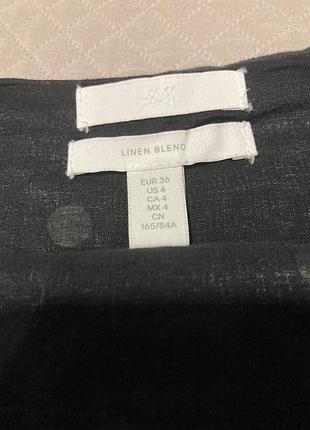 H&M
LINEN BLEND
EUR 36
US 4
CA 4
MX 4
CN
165/84A